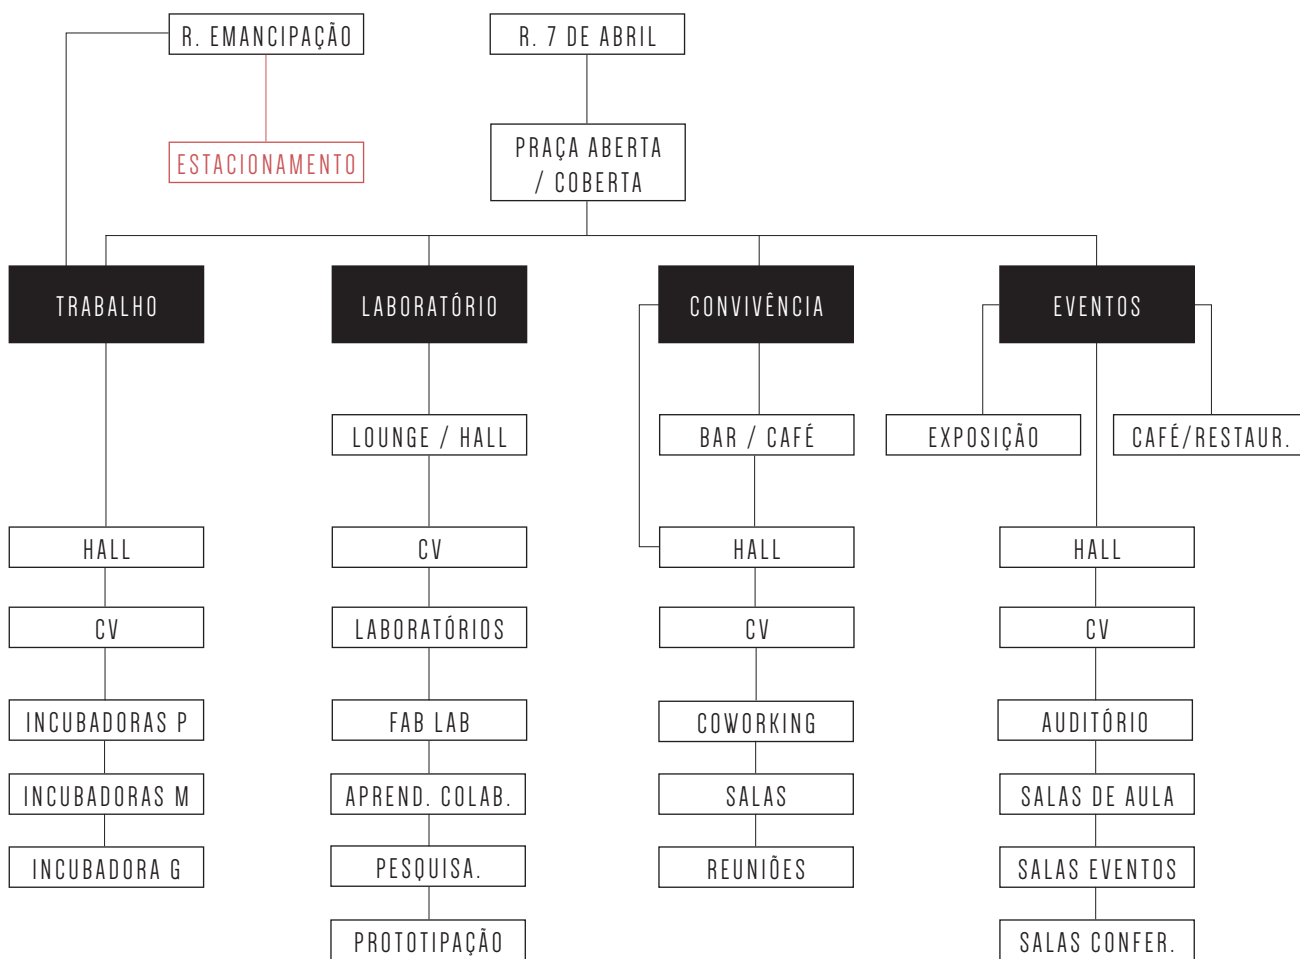 R. EMANCIPAÇÃO
R. 7 DE ABRIL
ESTACIONAMENTO
PRAÇA ABERTA
/ COBERTA
TRABALHO
LABORATÓRIO
CONVIVÊNCIA
EVENTOS
LOUNGE / HALL
BAR / CAFÉ
EXPOSIÇÃO
CAFÉ/RESTAUR.
HALL
CV
HALL
HALL
CV
LABORATÓRIOS
CV
CV
INCUBADORAS P
FAB LAB
COWORKING
AUDITÓRIO
INCUBADORAS M
APREND. COLAB.
SALAS
SALAS DE AULA
INCUBADORA G
PESQUISA.
REUNIÕES
SALAS EVENTOS
PROTOTIPAÇÃO
SALAS CONFER.